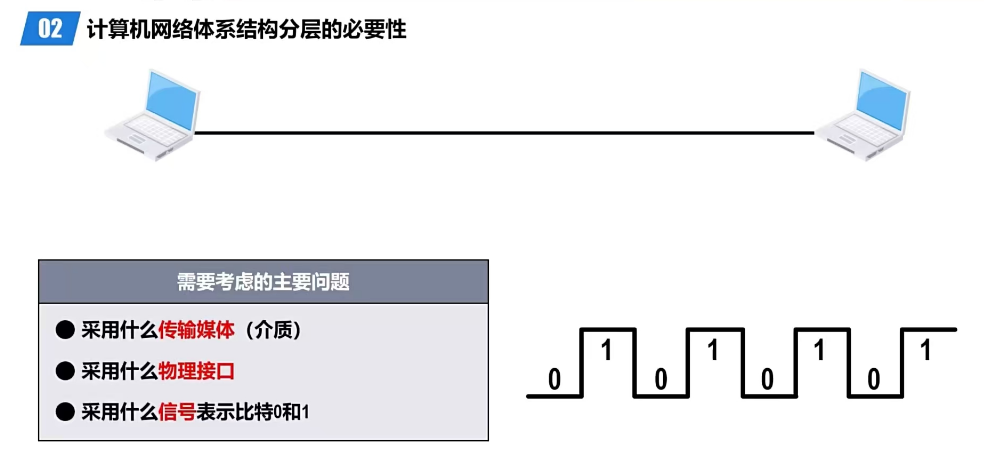 02 计算机网络体系结构分层的必要性
需要考虑的主要问题
● 采用什么传输媒体（介质）
● 采用什么物理接口
● 采用什么信号表示比特0和1
0 1 0 1 0 1 0 1